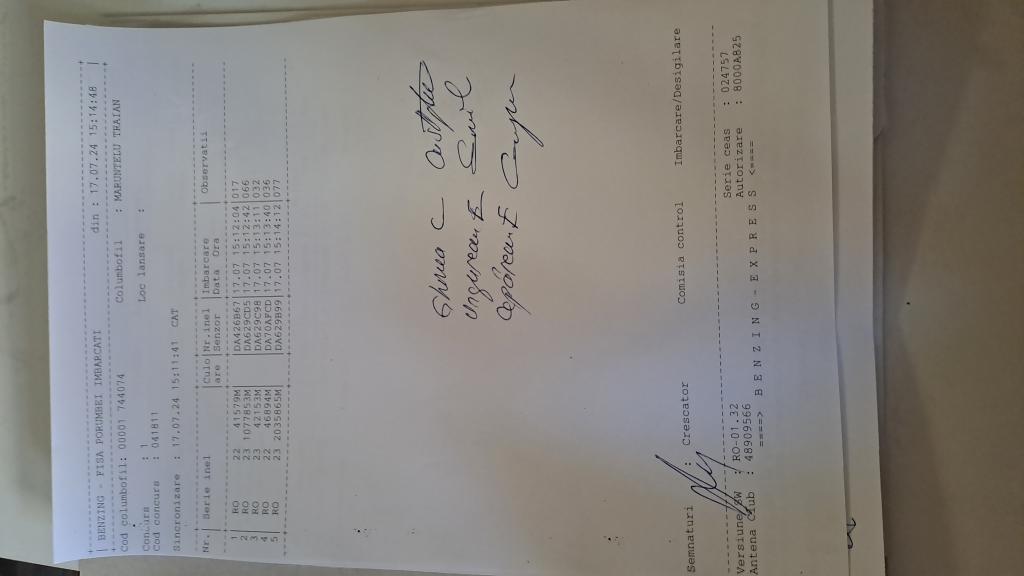 BENZING - FISA PORUMBEI IMBARCATI din : 17.07.24 15:14:48
Cod columbofil: 00001 744074 Columbofil : MARUNTELU TRAIAN
Concurs : 1 Loc lansare :
Cod concurs : 041811
Sincronizare : 17.07.24 15:11:41 CAT
Nr. Serie inel Culo Nr.inel Imbarcare Observatii
are Senzor Data Ora
1 RO 22 41579M DA426B67 17.07 15:12:04 017
2 RO 23 1077853M DA629CD5 17.07 15:12:42 066
3 RO 23 42153M DA629C98 17.07 15:13:11 032
4 RO 22 46894M DA70AFCD 17.07 15:13:40 036
5 RO 23 2035865M DA629B99 17.07 15:14:12 077
C
Semnaturi : Crescator Comisia control Imbarcare/Desigilare
Versiune SW : RO-01.32 Serie ceas : 024757
Antena Club : 48909566 Autorizare : 8000A825
====> B E N Z I N G - E X P R E S S <====